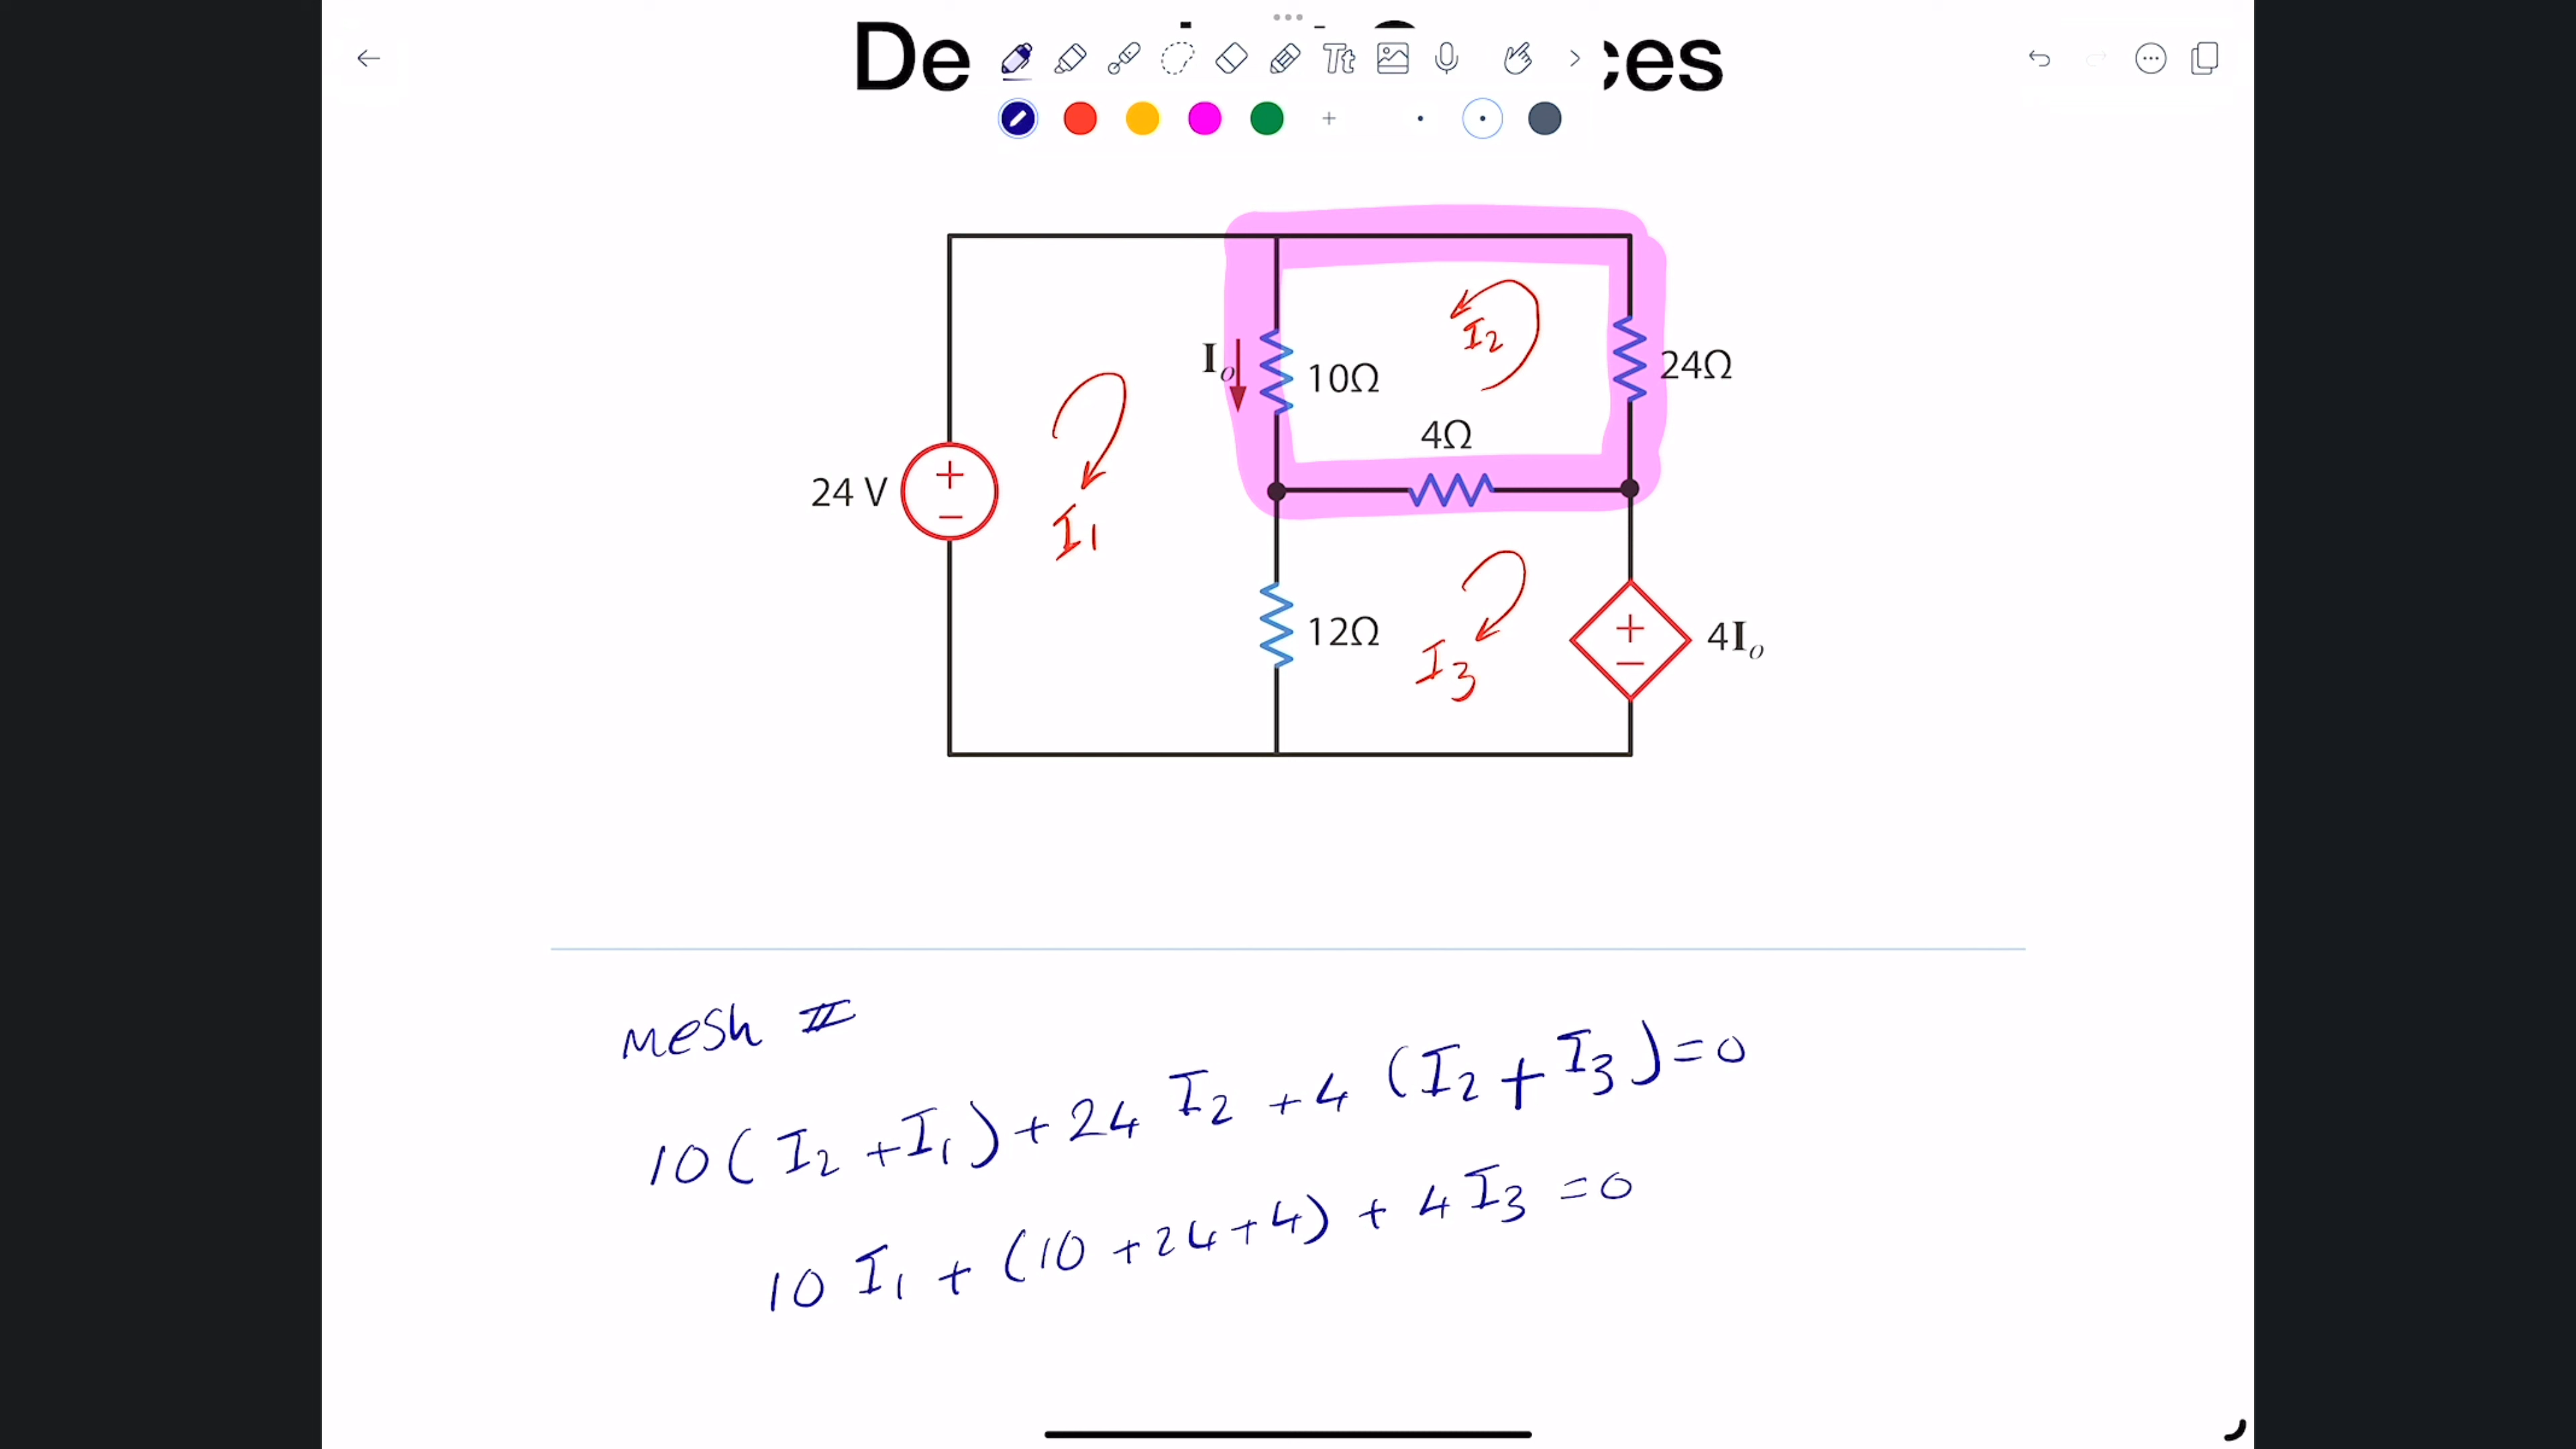 De ces
Tt
I₂
Iₒ
10Ω
24Ω
4Ω
24 V
+
−
I₁
12Ω
I₃
+
−
4Iₒ
mesh II
10(I₂ + I₁) + 24 I₂ + 4 (I₂ + I₃) = 0
10 I₁ + (10 + 24 + 4) + 4 I₃ = 0